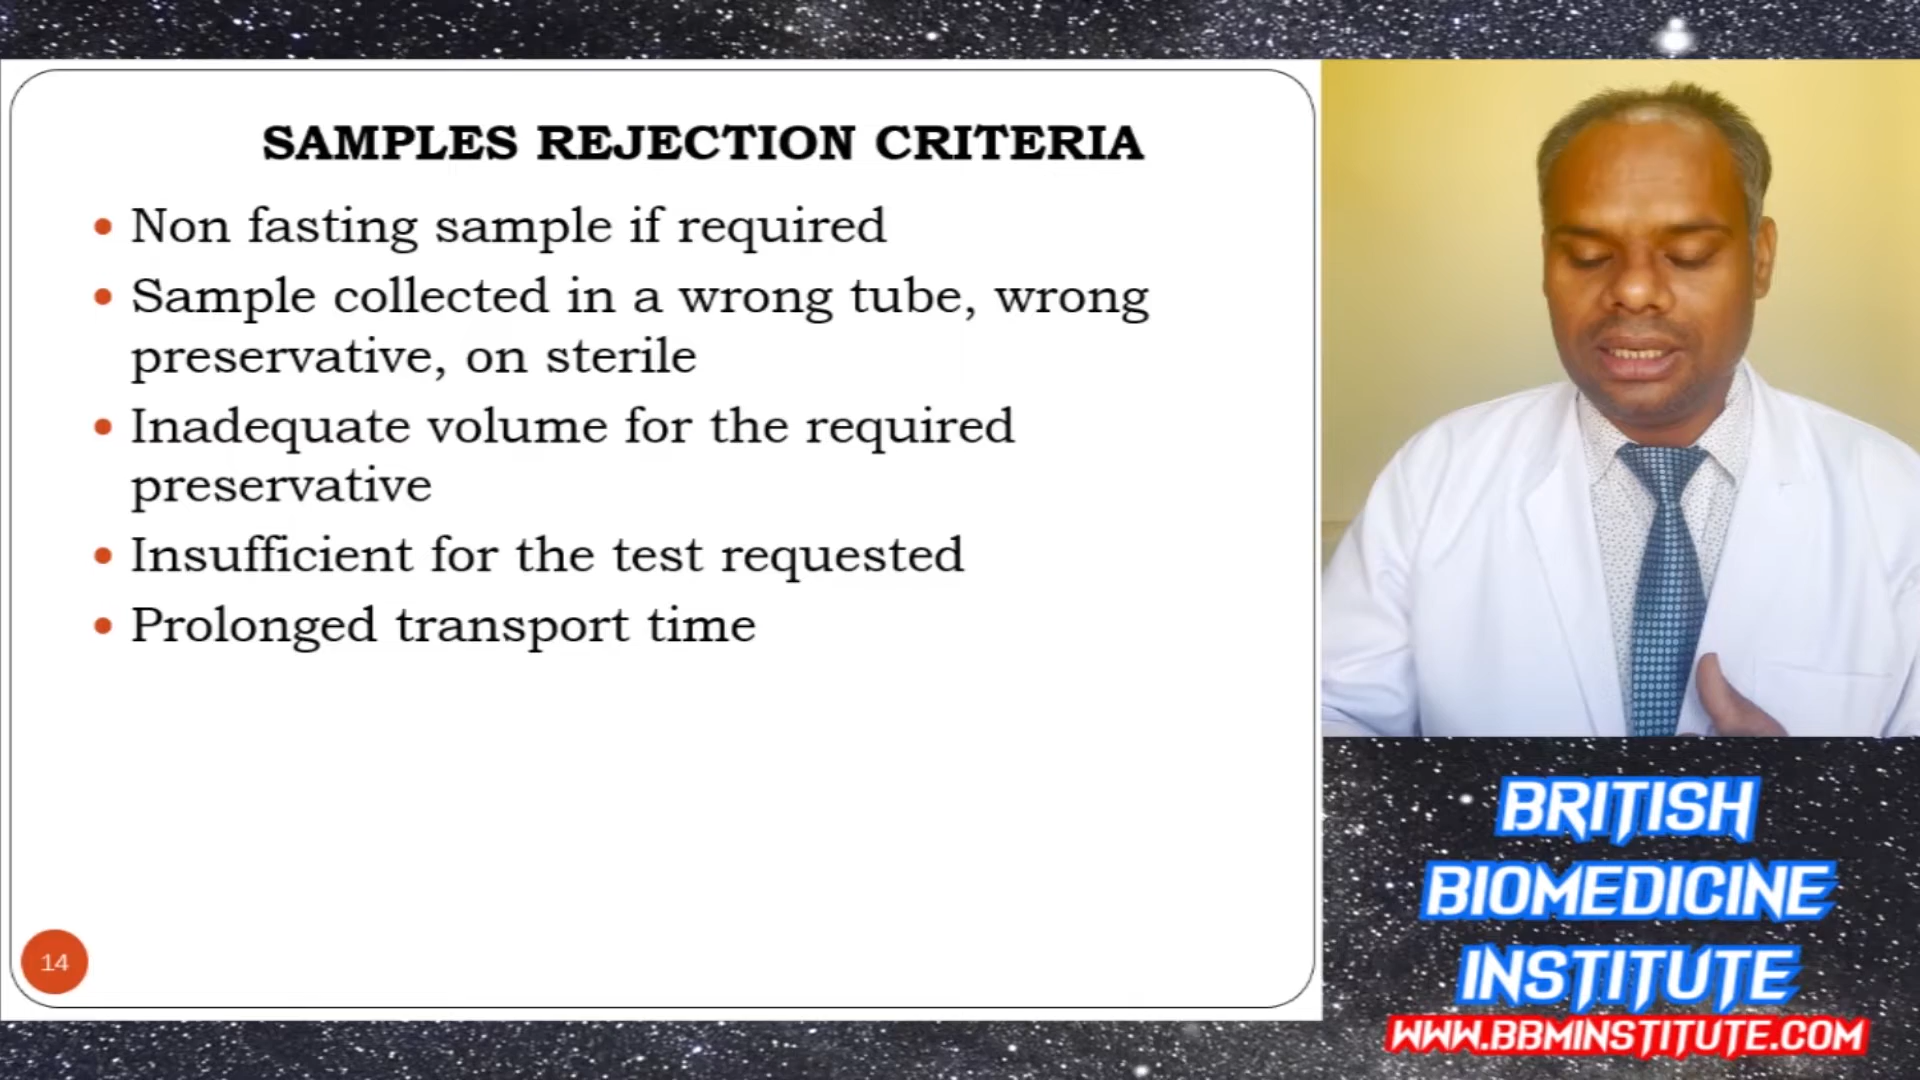 SAMPLES REJECTION CRITERIA
• Non fasting sample if required
• Sample collected in a wrong tube, wrong
preservative, on sterile
• Inadequate volume for the required
preservative
• Insufficient for the test requested
• Prolonged transport time
14
BRITISH
BIOMEDICINE
INSTITUTE
WWW.BBMINSTITUTE.COM